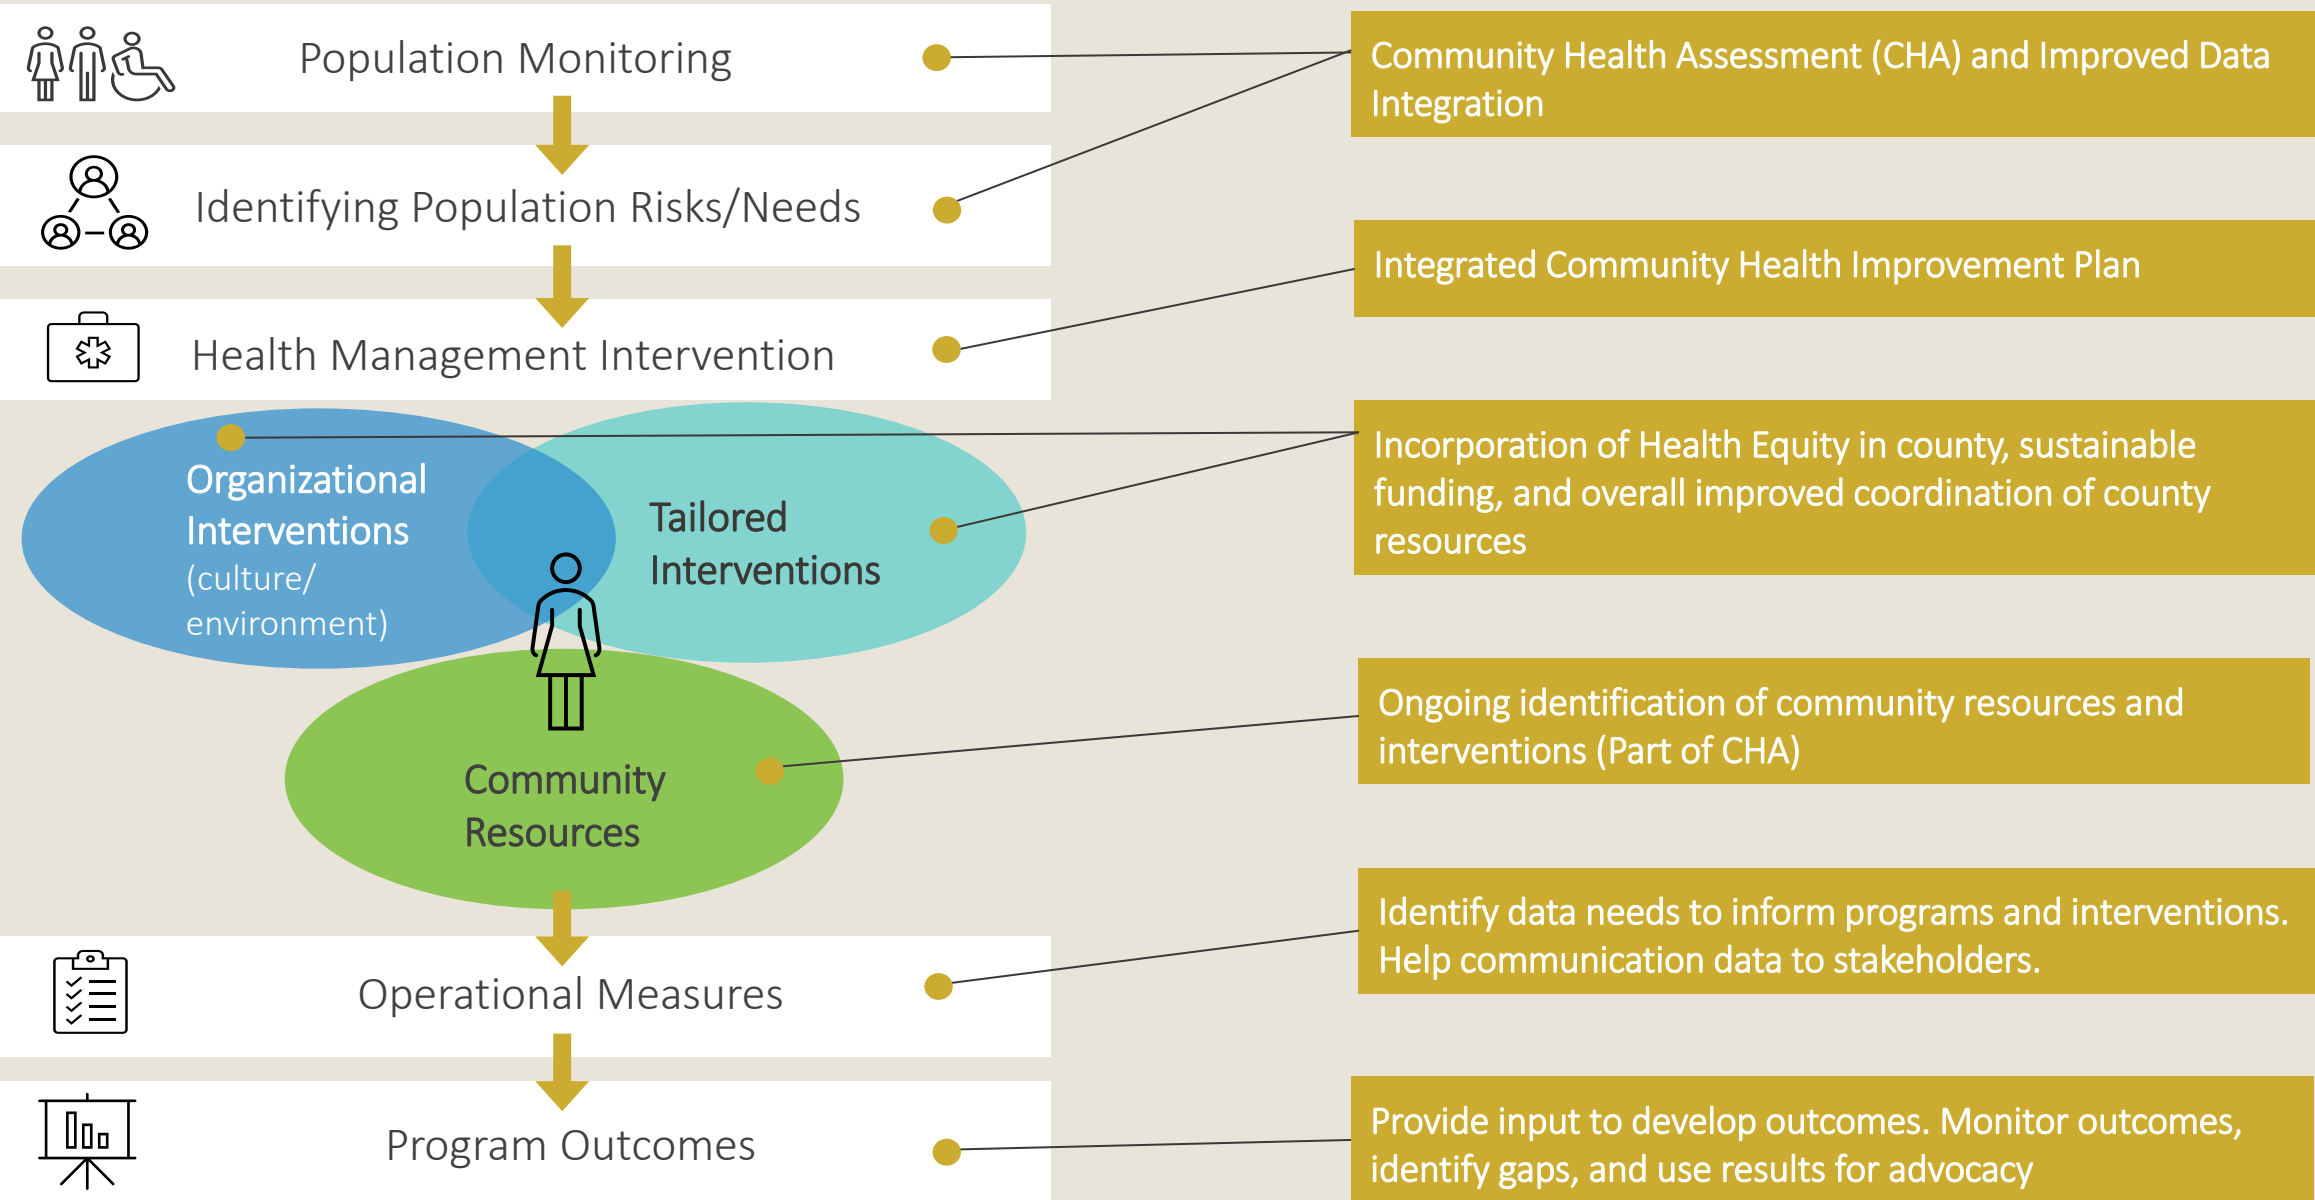 Population Monitoring
Community Health Assessment (CHA) and Improved Data
Integration
Identifying Population Risks/Needs
Integrated Community Health Improvement Plan
Health Management Intervention
Organizational
Interventions
(culture/
environment)
Tailored
Interventions
Incorporation of Health Equity in county, sustainable
funding, and overall improved coordination of county
resources
Community
Resources
Ongoing identification of community resources and
interventions (Part of CHA)
Operational Measures
Identify data needs to inform programs and interventions.
Help communication data to stakeholders.
Program Outcomes
Provide input to develop outcomes. Monitor outcomes,
identify gaps, and use results for advocacy